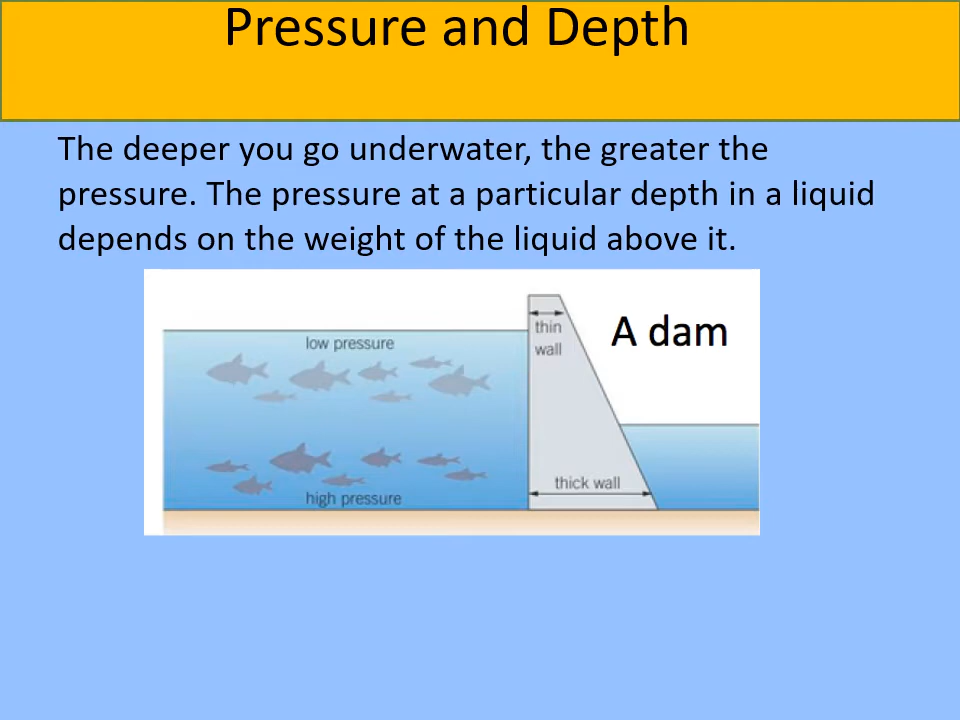 Pressure and Depth
The deeper you go underwater, the greater the
pressure. The pressure at a particular depth in a liquid
depends on the weight of the liquid above it.
low pressure
thin
wall
A dam
thick wall
high pressure